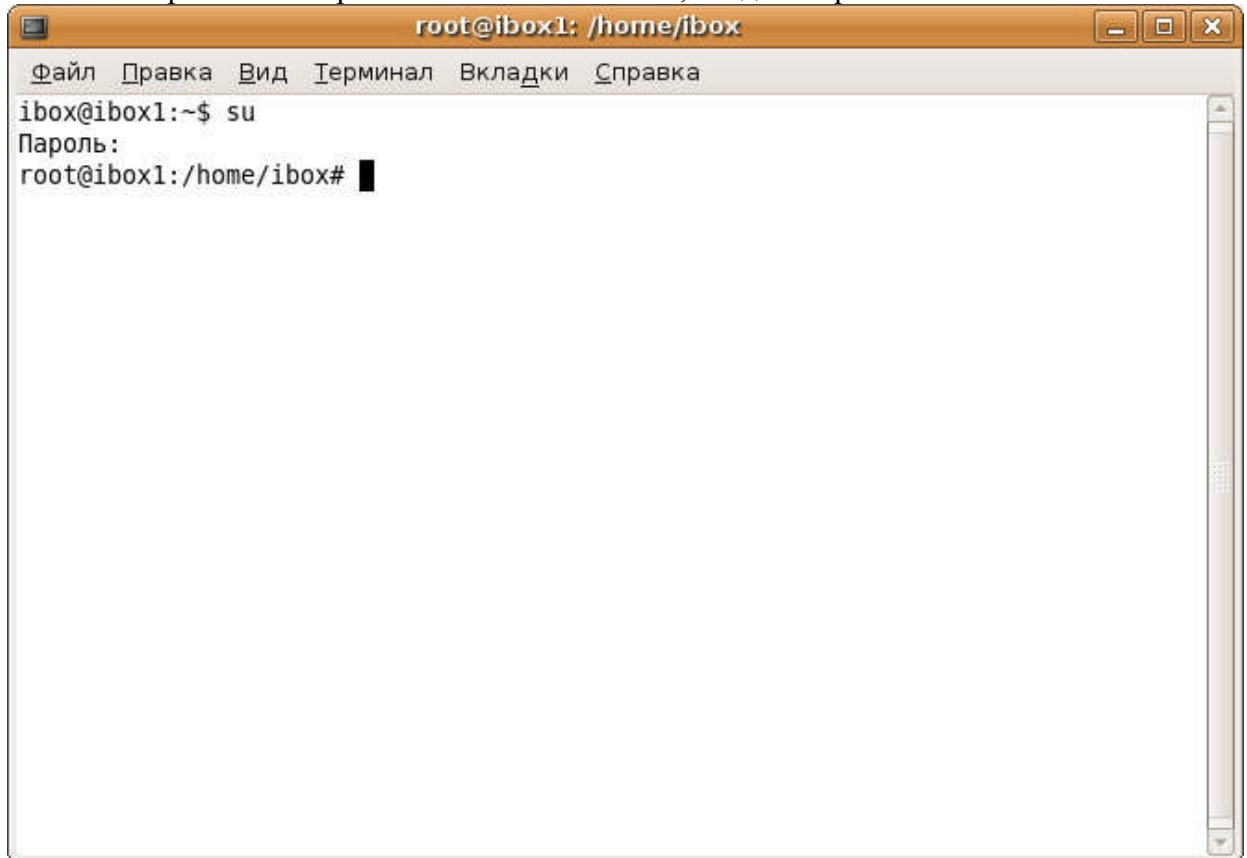 root@ibox1: /home/ibox
Файл Правка Вид Терминал Вкладки Справка
ibox@ibox1:~$ su
Пароль:
root@ibox1:/home/ibox#